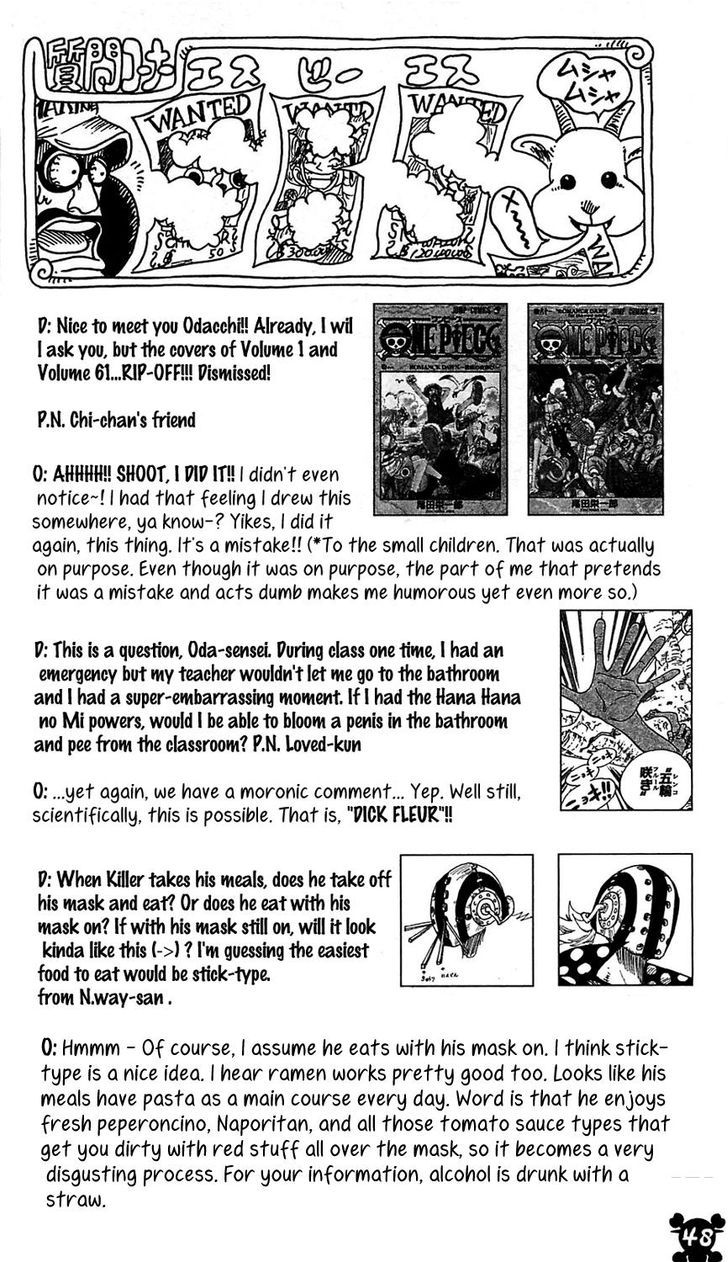 質問コーナー
エス ビー エス
ムシャ
ムシャ
WANTED
WANTED
WANTED
D: Nice to meet you Odacchi!! Already, I wil
I ask you, but the covers of Volume 1 and
Volume 61...RIP-OFF!!! Dismissed!
P.N. Chi-chan's friend
ONE PIECE
ROMANCE DAWN
尾田栄一郎
ONE PIECE
尾田栄一郎
O: AHHHH!! SHOOT, I DID IT!! I didn't even
notice~! I had that feeling I drew this
somewhere, ya know-? Yikes, I did it
again, this thing. It's a mistake!! (*To the small children. That was actually
on purpose. Even though it was on purpose, the part of me that pretends
it was a mistake and acts dumb makes me humorous yet even more so.)
D: This is a question, Oda-sensei. During class one time, I had an
emergency but my teacher wouldn't let me go to the bathroom
and I had a super-embarrassing moment. If I had the Hana Hana
no Mi powers, would I be able to bloom a penis in the bathroom
and pee from the classroom? P.N. Loved-kun
"五輪
咲き"
O: ...yet again, we have a moronic comment... Yep. Well still,
scientifically, this is possible. That is, "DICK FLEUR"!!
D: When Killer takes his meals, does he take off
his mask and eat? Or does he eat with his
mask on? If with his mask still on, will it look
kinda like this (->) ? I'm guessing the easiest
food to eat would be stick-type.
from N.way-san .
O: Hmmm - Of course, I assume he eats with his mask on. I think stick-
type is a nice idea. I hear ramen works pretty good too. Looks like his
meals have pasta as a main course every day. Word is that he enjoys
fresh peperoncino, Naporitan, and all those tomato sauce types that
get you dirty with red stuff all over the mask, so it becomes a very
disgusting process. For your information, alcohol is drunk with a
straw.
48